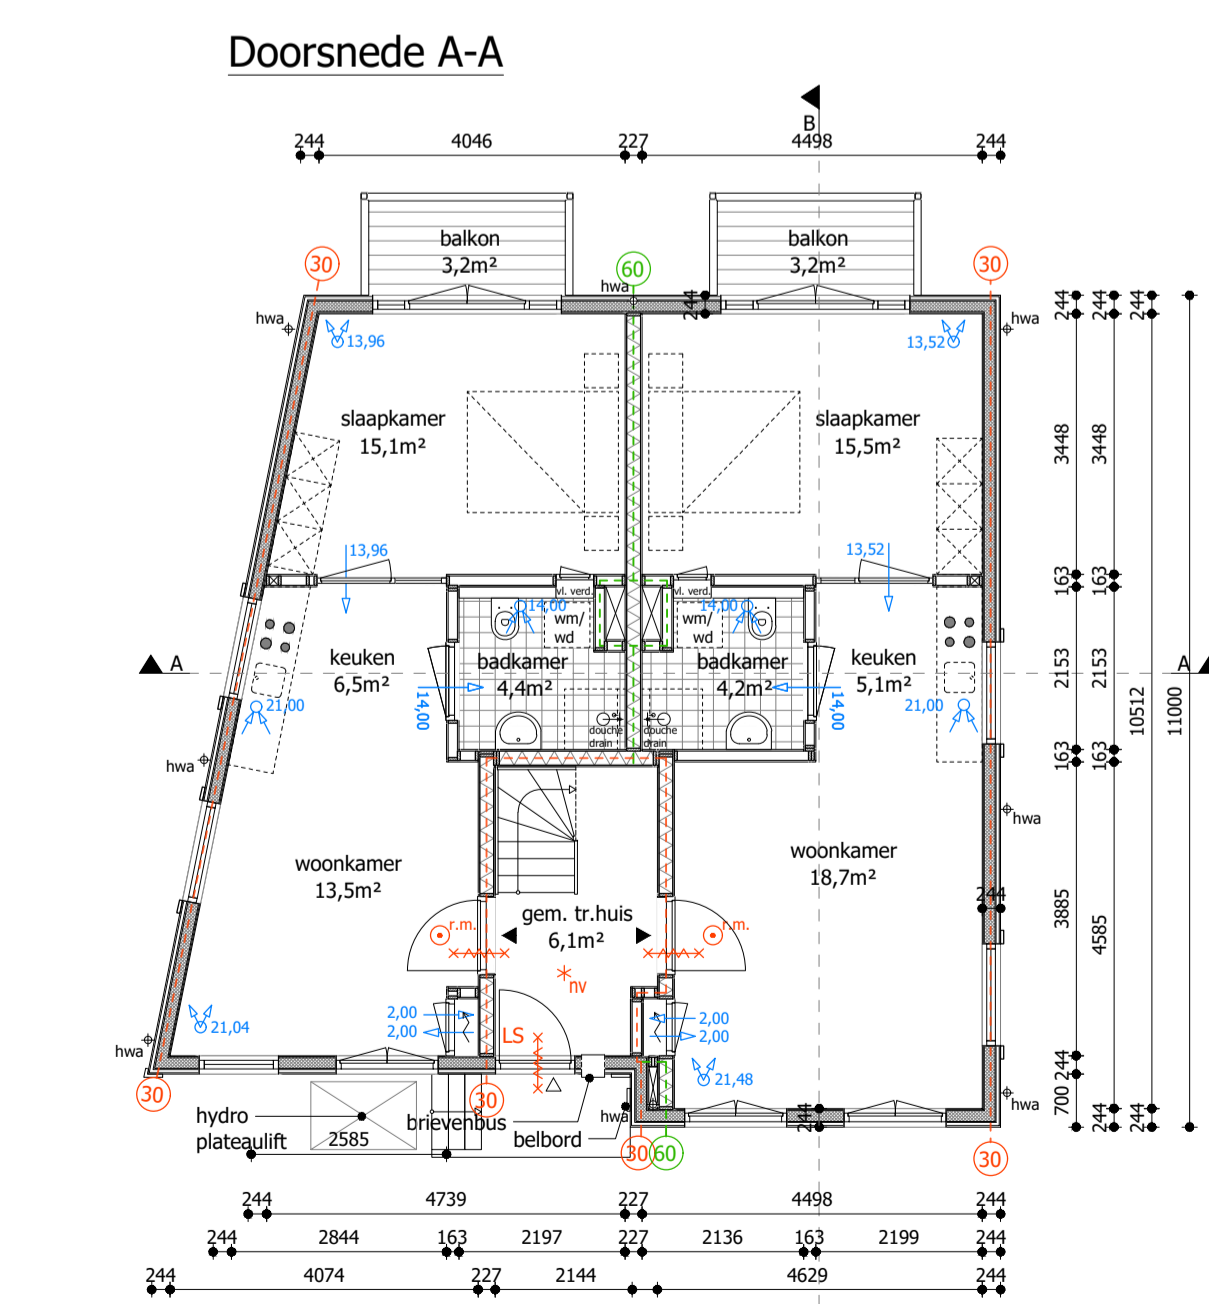 Doorsnede A-A
B
244 4046 227 4498 244
balkon
3,2m²
balkon
3,2m²
30
60
30
hwa
hwa
hwa
244
244 244 244
13,96
13,52
slaapkamer
15,1m²
slaapkamer
15,5m²
3448 3448
13,96
13,52
163 163
vl. verd.
vl. verd.
14,00
14,00
wm/
wd
wm/
wd
A
keuken
6,5m²
badkamer
4,4m²
badkamer
4,2m²
keuken
5,1m²
A
2153 2153
10512
11000
14,00
14,00
21,00
21,00
douche
drain
douche
drain
hwa
163 163
hwa
woonkamer
13,5m²
woonkamer
18,7m²
244
3885
4585
gem. tr.huis
6,1m²
r.m.
r.m.
nv
2,00
2,00
2,00
2,00
21,04
LS
hwa
21,48
244
30
30
hwa
hwa
700
244
244 244
244
hydro
plateaulift
brievenbus
belbord
2585
30
60
30
244 4739 227 4498 244
244 2844 163 2197 227 2136 163 2199 244
244 4074 227 2144 4629 244